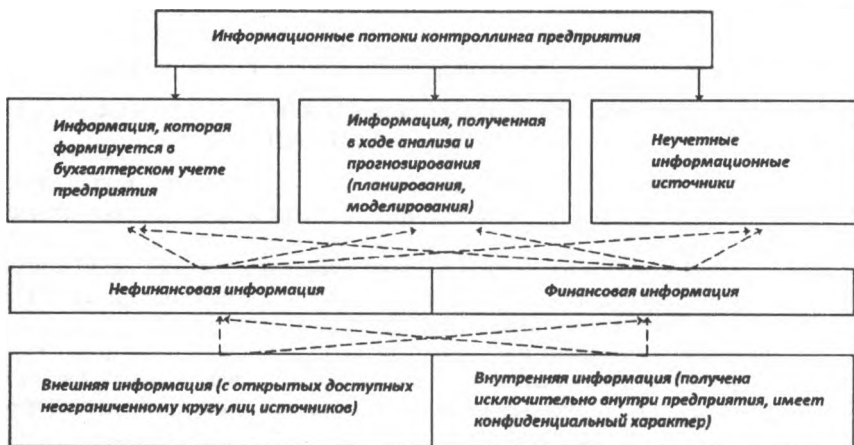 Информационные потоки контроллинга предприятия
Информация, которая
формируется в
бухгалтерском учете
предприятия
Информация, полученная
в ходе анализа и
прогнозирования
(планирования,
моделирования)
Неучетные
информационные
источники
Нефинансовая информация
Финансовая информация
Внешняя информация (с открытых доступных
неограниченному кругу лиц источников)
Внутренняя информация (получена
исключительно внутри предприятия, имеет
конфиденциальный характер)